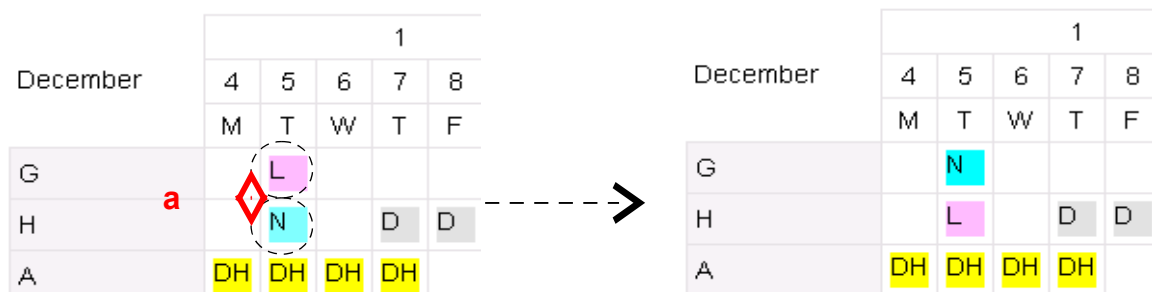 1
December 4 5 6 7 8
M T W T F
G L
a
H N D D
A DH DH DH DH
1
December 4 5 6 7 8
M T W T F
G N
H L D D
A DH DH DH DH